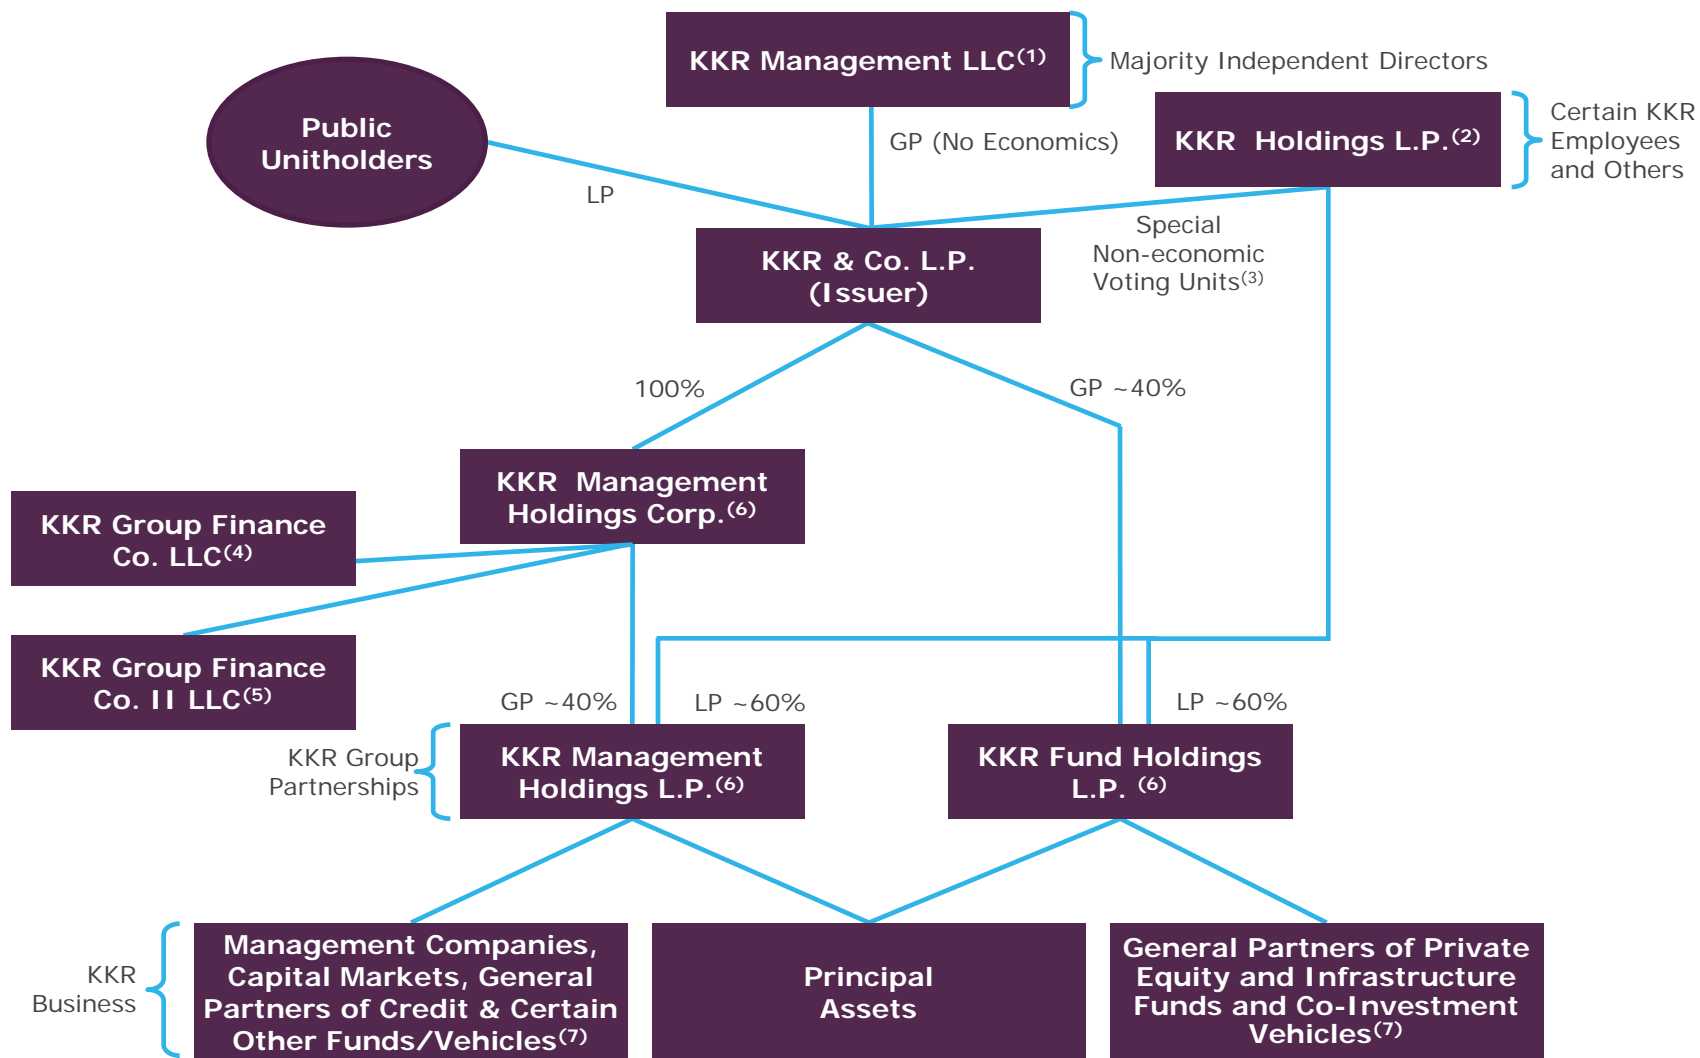 KKR Management LLC(1)
Majority Independent Directors
Public
Unitholders
GP (No Economics)
KKR Holdings L.P.(2)
Certain KKR
Employees
and Others
LP
Special
Non-economic
Voting Units(3)
KKR & Co. L.P.
(Issuer)
100%
GP ~40%
KKR Management
Holdings Corp.(6)
KKR Group Finance
Co. LLC(4)
KKR Group Finance
Co. II LLC(5)
GP ~40%
LP ~60%
LP ~60%
KKR Group
Partnerships
KKR Management
Holdings L.P.(6)
KKR Fund Holdings
L.P. (6)
KKR
Business
Management Companies,
Capital Markets, General
Partners of Credit & Certain
Other Funds/Vehicles(7)
Principal
Assets
General Partners of Private
Equity and Infrastructure
Funds and Co-Investment
Vehicles(7)